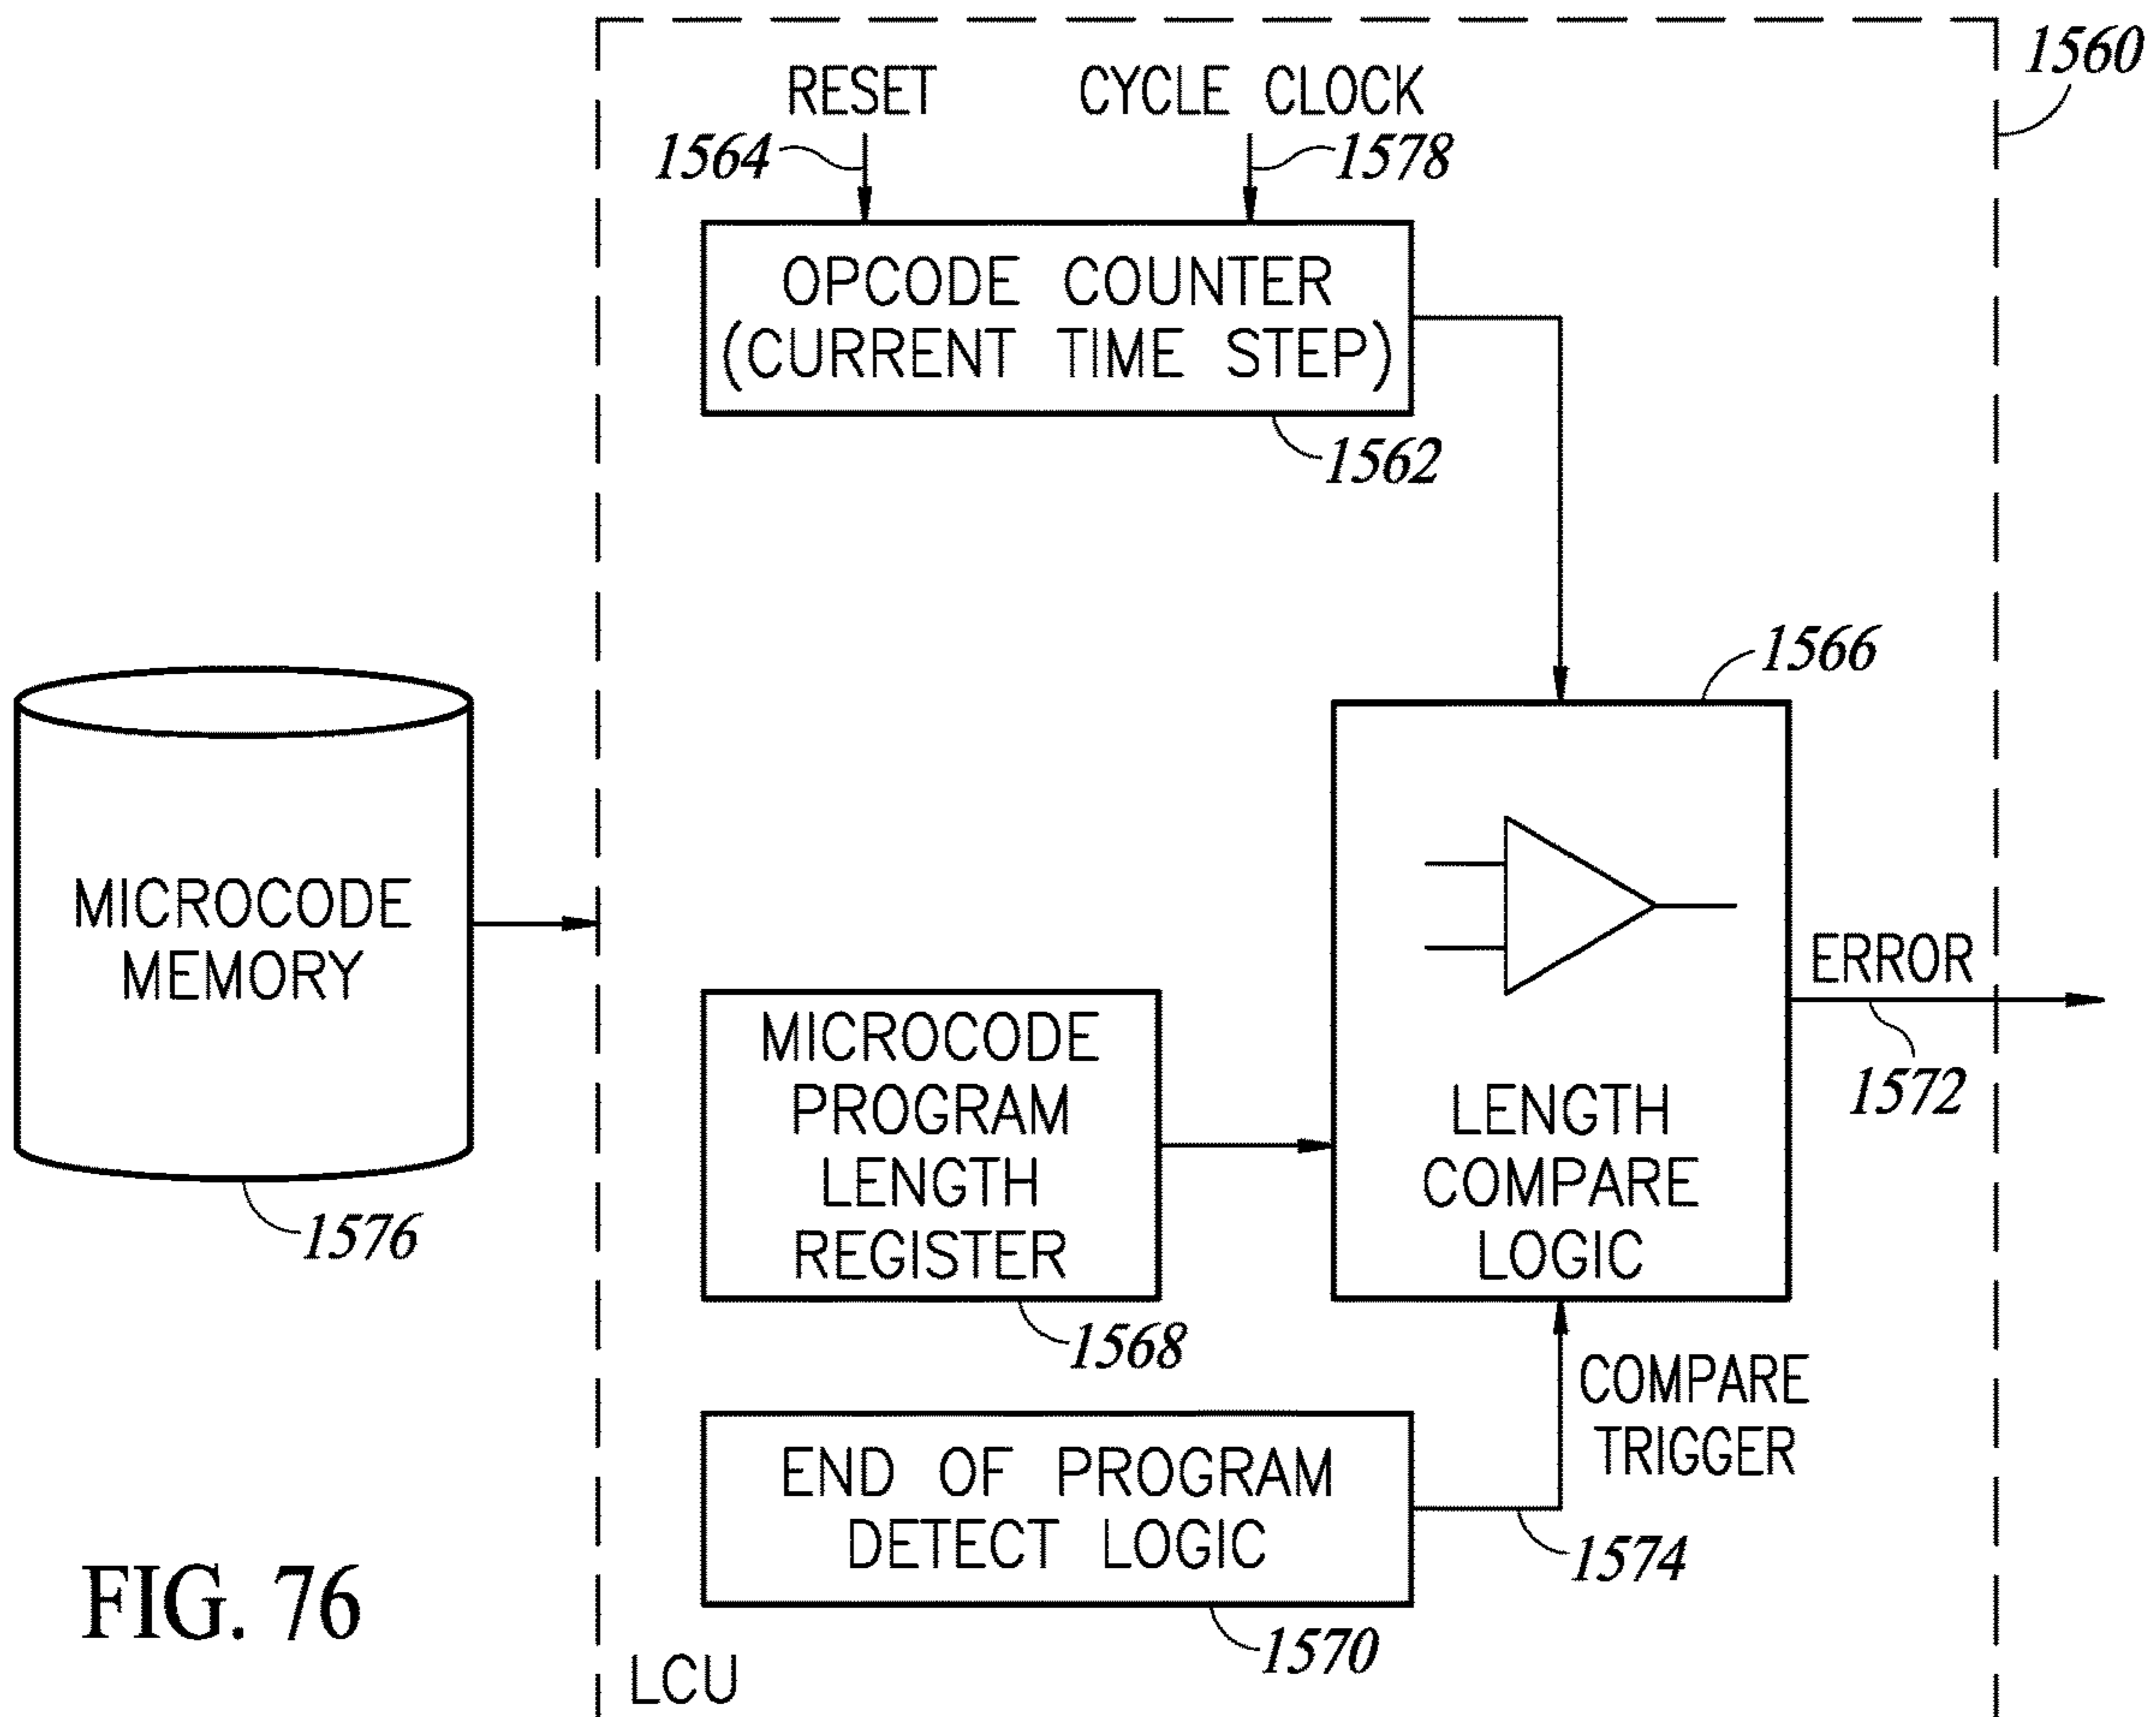 1560
RESET
CYCLE CLOCK
1564
1578
OPCODE COUNTER
(CURRENT TIME STEP)
1562
1566
MICROCODE
MEMORY
1576
MICROCODE
PROGRAM
LENGTH
REGISTER
1568
LENGTH
COMPARE
LOGIC
ERROR
1572
COMPARE
TRIGGER
END OF PROGRAM
DETECT LOGIC
1574
1570
LCU
FIG. 76